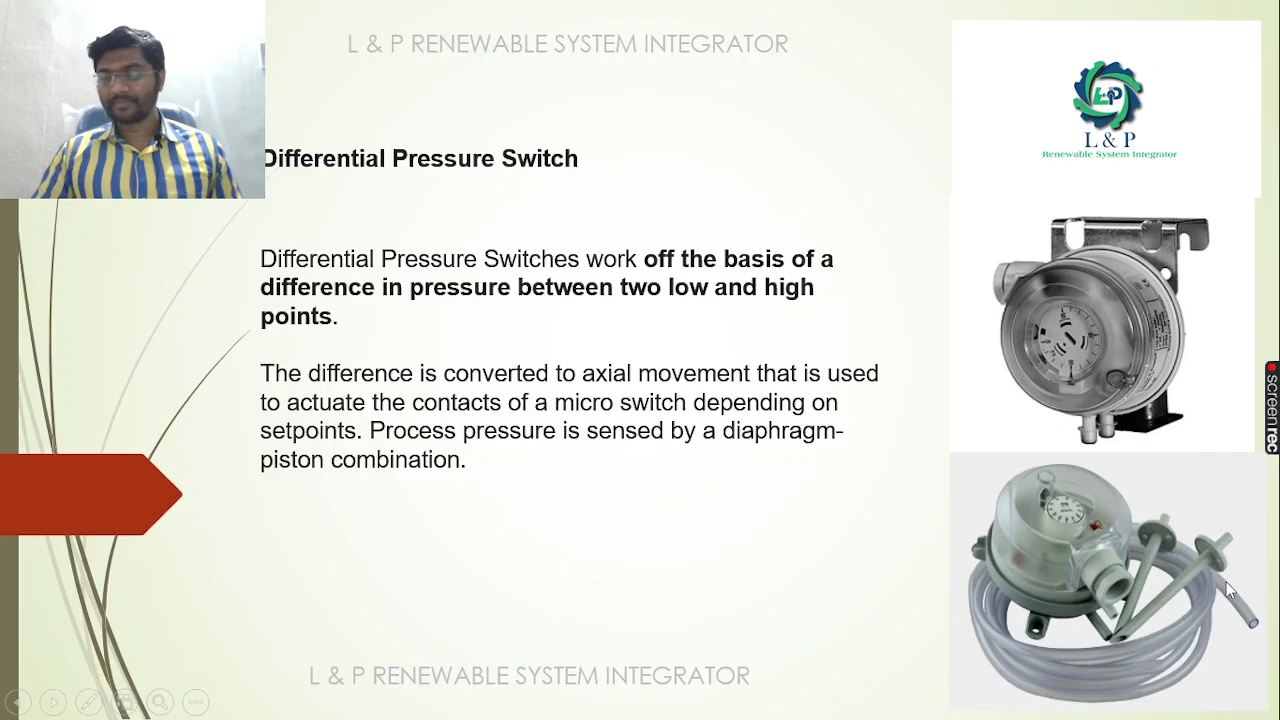 L & P RENEWABLE SYSTEM INTEGRATOR
L&P
L & P
Renewable System Integrator
Differential Pressure Switch
Differential Pressure Switches work off the basis of a
difference in pressure between two low and high
points.
The difference is converted to axial movement that is used
to actuate the contacts of a micro switch depending on
setpoints. Process pressure is sensed by a diaphragm-
piston combination.
screenrec
L & P RENEWABLE SYSTEM INTEGRATOR